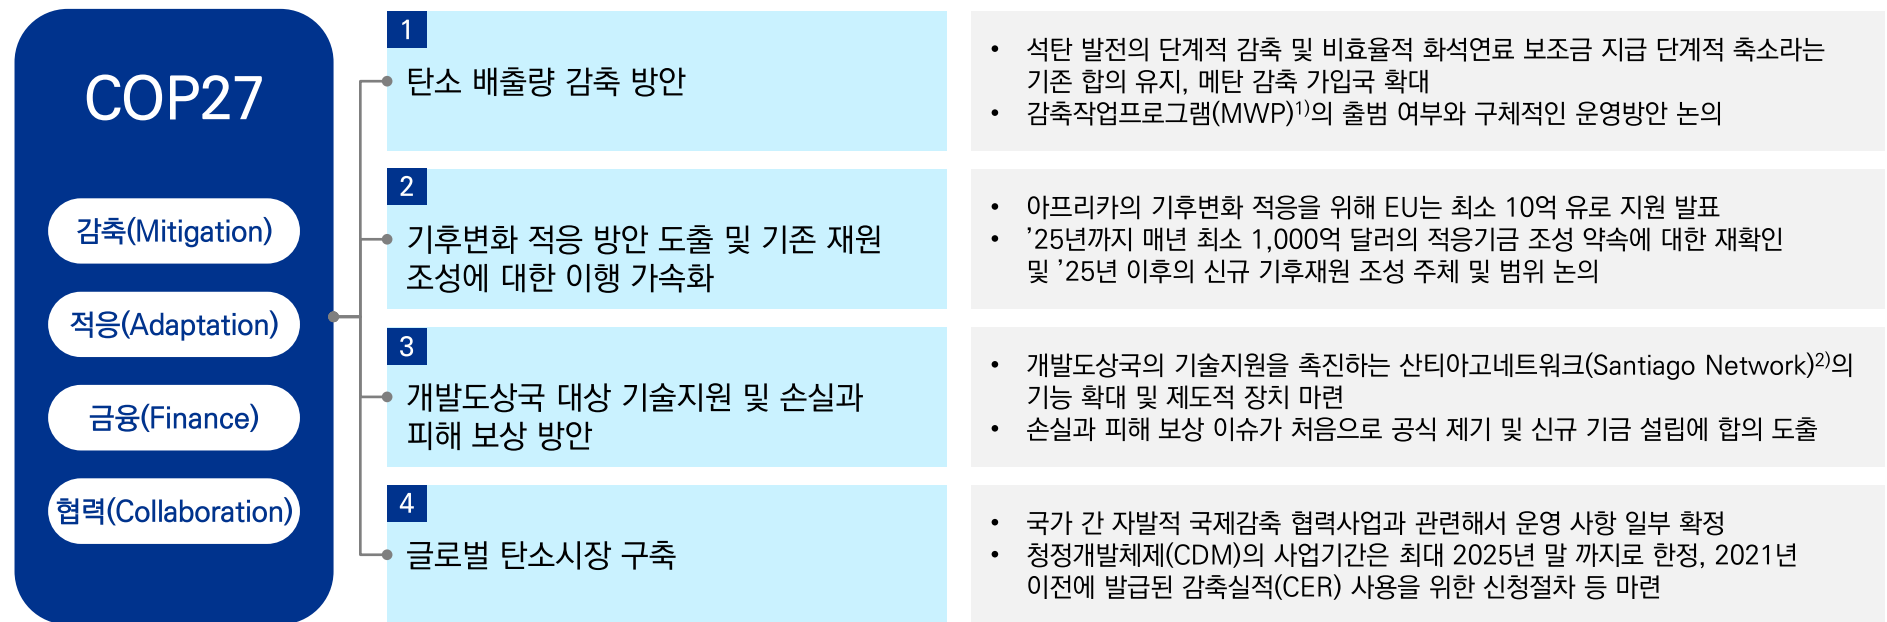 COP27
감축(Mitigation)
적응(Adaptation)
금융(Finance)
협력(Collaboration)
1
탄소 배출량 감축 방안
• 석탄 발전의 단계적 감축 및 비효율적 화석연료 보조금 지급 단계적 축소라는
기존 합의 유지, 메탄 감축 가입국 확대
• 감축작업프로그램(MWP)1)의 출범 여부와 구체적인 운영방안 논의
2
기후변화 적응 방안 도출 및 기존 재원
조성에 대한 이행 가속화
• 아프리카의 기후변화 적응을 위해 EU는 최소 10억 유로 지원 발표
• ’25년까지 매년 최소 1,000억 달러의 적응기금 조성 약속에 대한 재확인
및 ’25년 이후의 신규 기후재원 조성 주체 및 범위 논의
3
개발도상국 대상 기술지원 및 손실과
피해 보상 방안
• 개발도상국의 기술지원을 촉진하는 산티아고네트워크(Santiago Network)2)의
기능 확대 및 제도적 장치 마련
• 손실과 피해 보상 이슈가 처음으로 공식 제기 및 신규 기금 설립에 합의 도출
4
글로벌 탄소시장 구축
• 국가 간 자발적 국제감축 협력사업과 관련해서 운영 사항 일부 확정
• 청정개발체제(CDM)의 사업기간은 최대 2025년 말 까지로 한정, 2021년
이전에 발급된 감축실적(CER) 사용을 위한 신청절차 등 마련